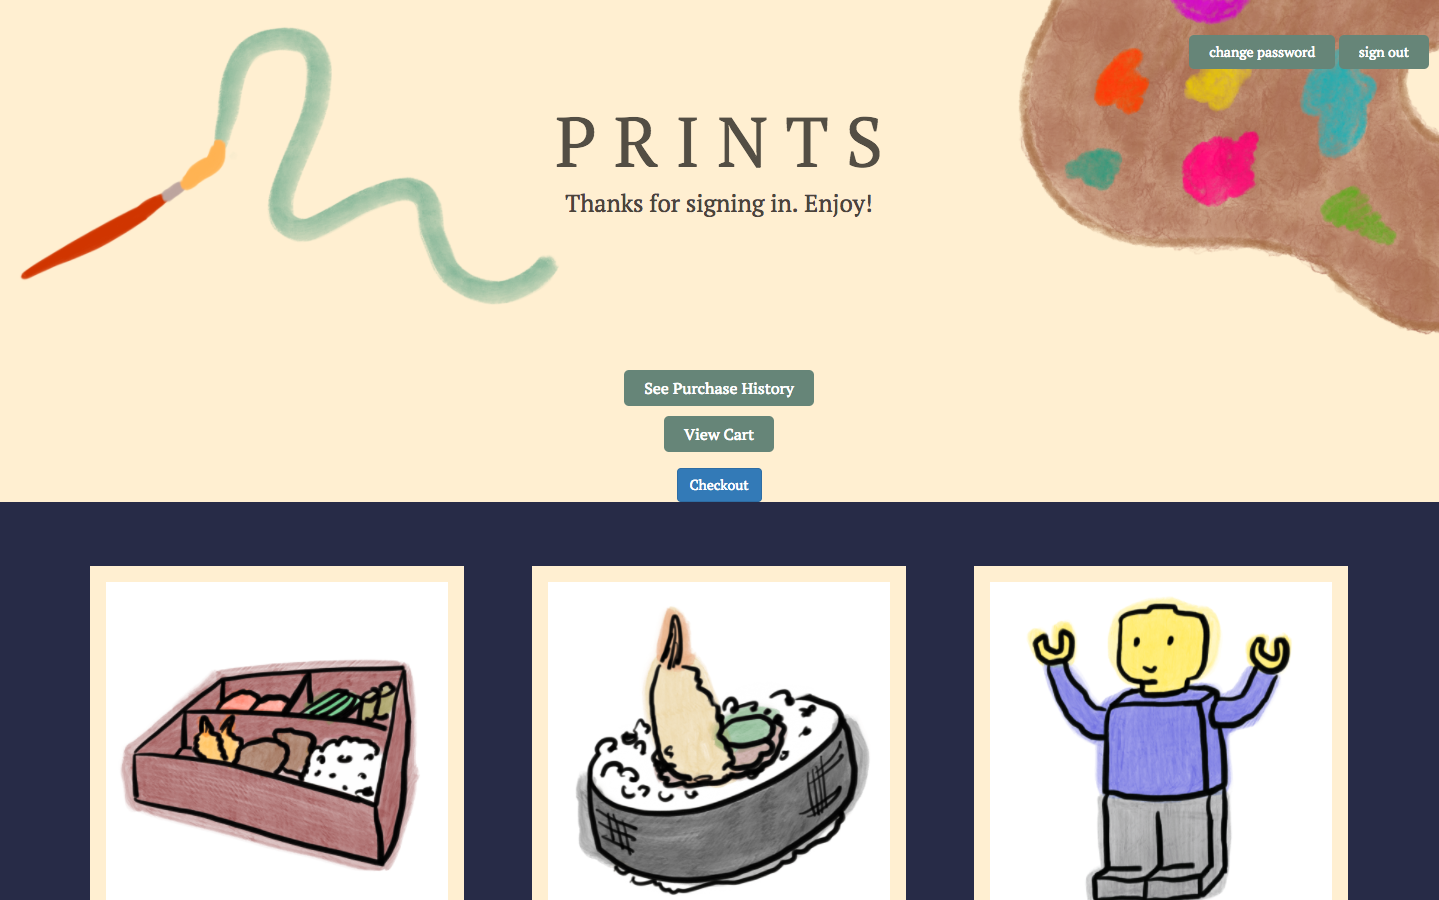 change password
sign out
PRINTS
Thanks for signing in. Enjoy!
See Purchase History
View Cart
Checkout